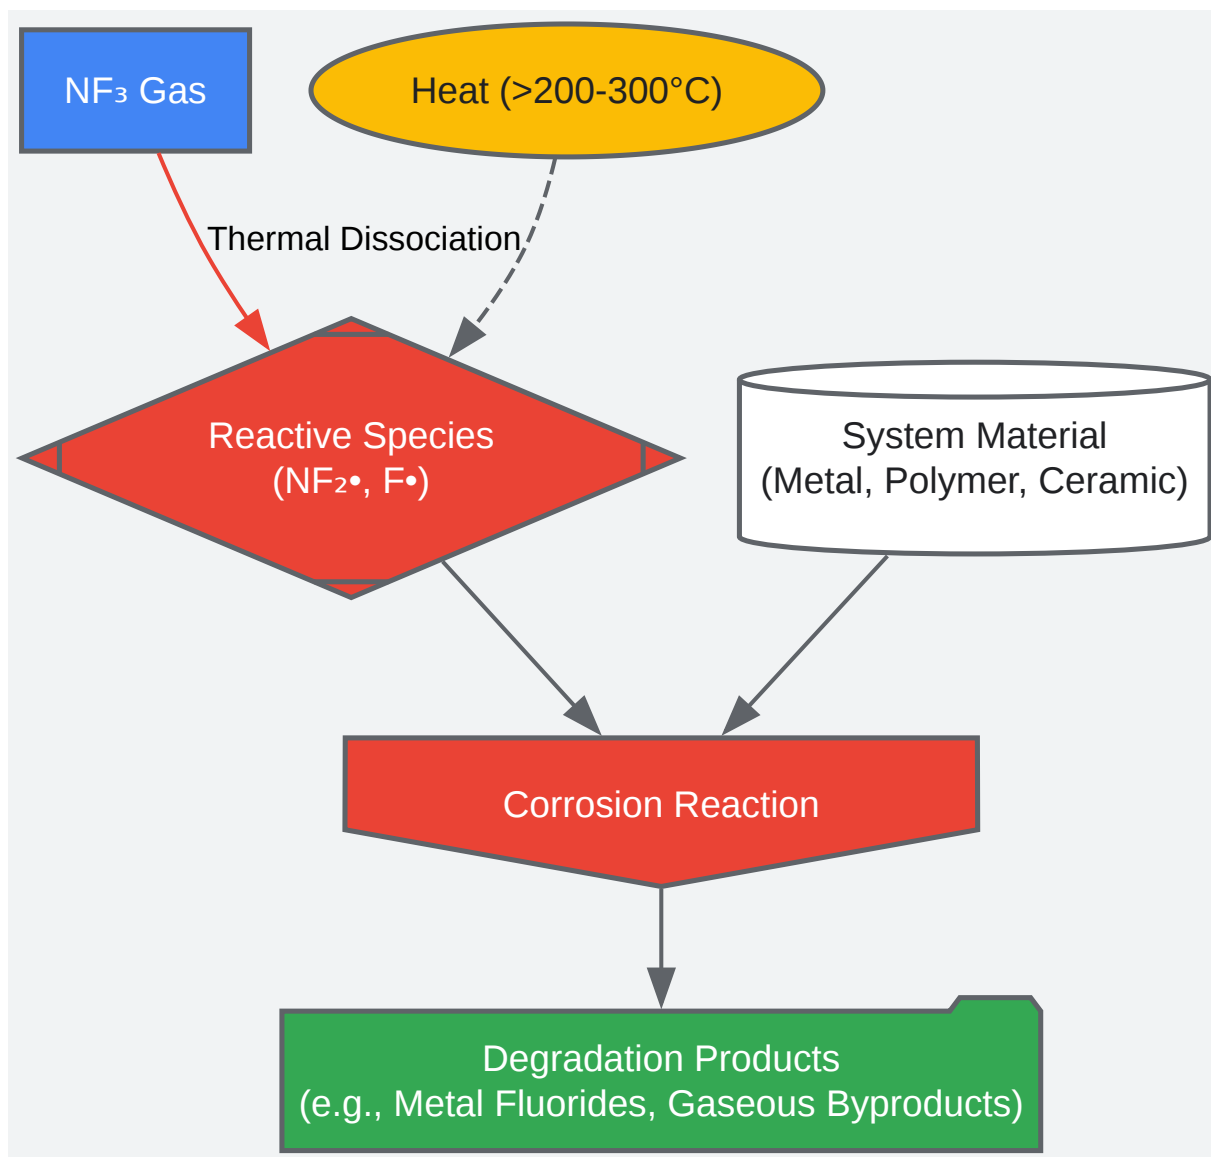 NF₃ Gas
Heat (>200-300°C)
Thermal Dissociation
Reactive Species
(NF₂•, F•)
System Material
(Metal, Polymer, Ceramic)
Corrosion Reaction
Degradation Products
(e.g., Metal Fluorides, Gaseous Byproducts)